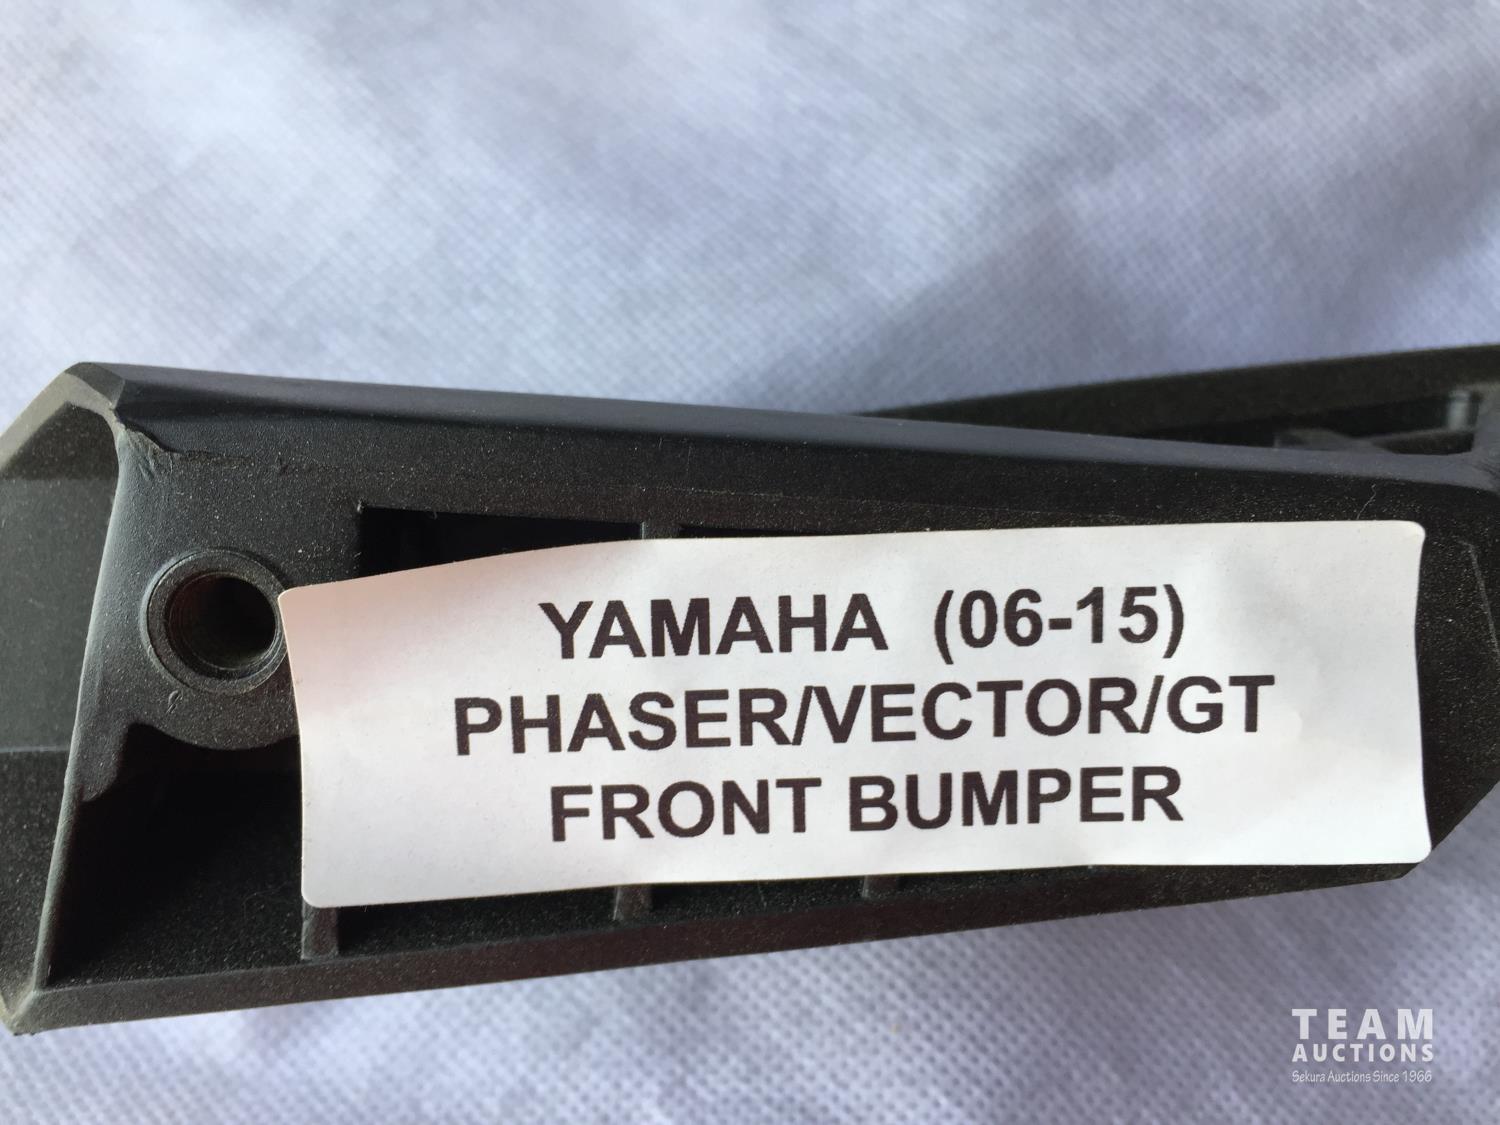 YAMAHA (06-15)
PHASER/VECTOR/GT
FRONT BUMPER
TEAM
AUCTIONS
Sekura Auctions Since 1966